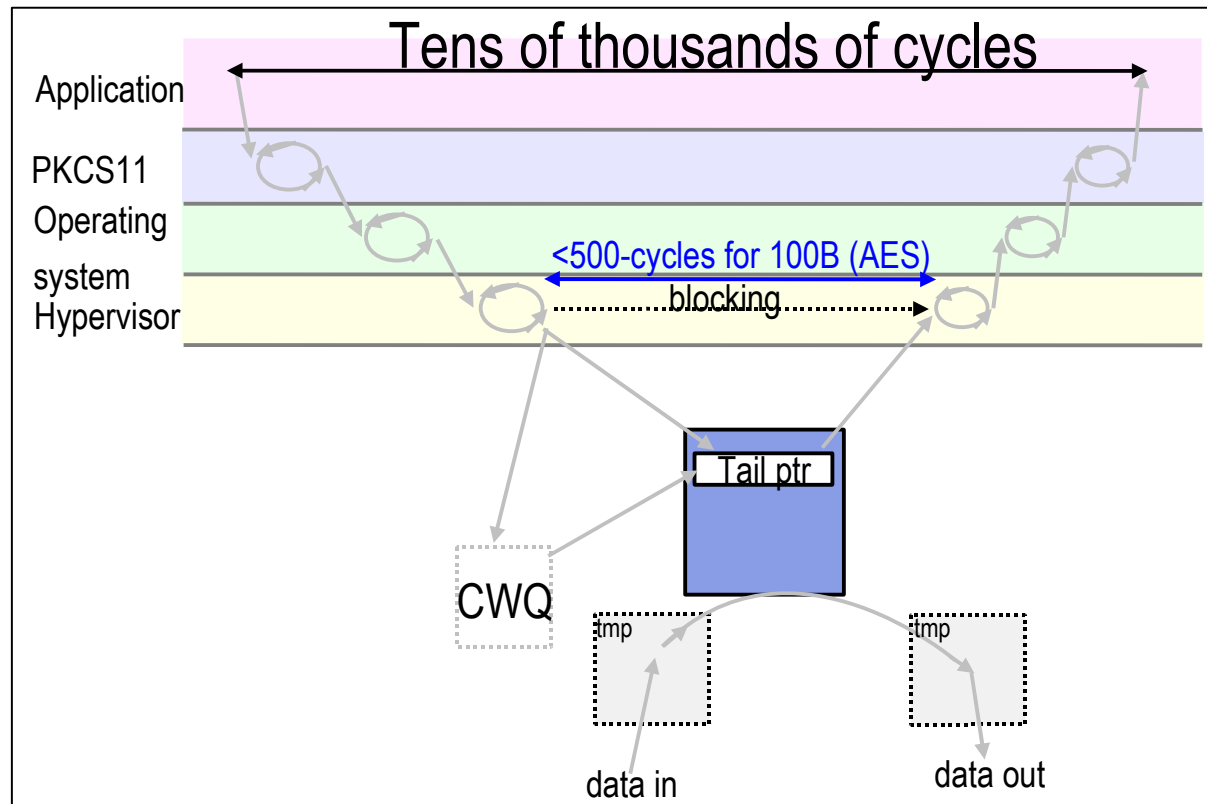 Tens of thousands of cycles
Application
PKCS11
Operating
<500-cycles for 100B (AES)
system
blocking
Hypervisor
Tail ptr
CWQ
tmp
tmp
data in
data out